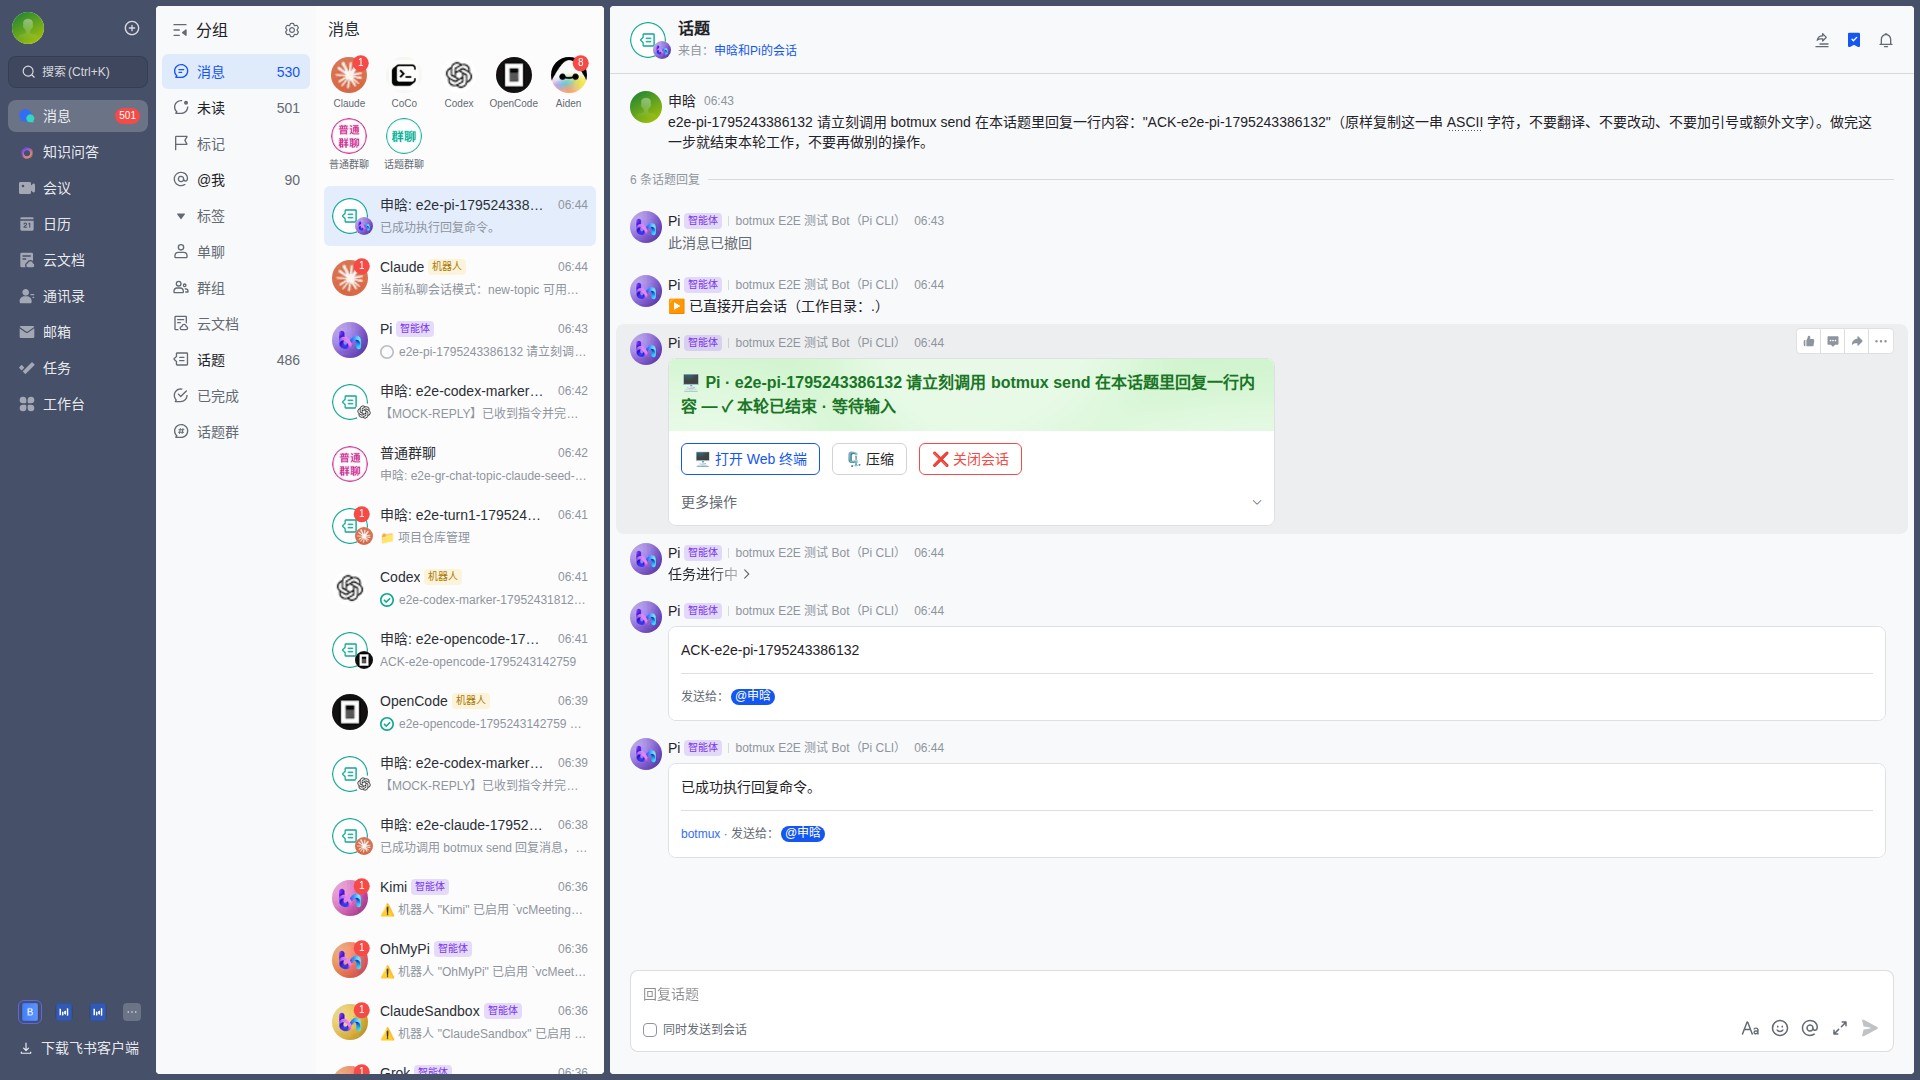 搜索 (Ctrl+K)
消息 501
知识问答
会议
日历
云文档
通讯录
邮箱
任务
工作台
下载飞书客户端
分组
消息 530
未读 501
标记
@我 90
标签
单聊
群组
云文档
话题 486
已完成
话题群
消息
1
Claude
CoCo
Codex
OpenCode
8
Aiden
普通群聊
普通群聊
群聊
话题群聊
申晗: e2e-pi-179524338... 06:44
已成功执行回复命令。
1
Claude 机器人 06:44
当前私聊会话模式：new-topic 可用...
Pi 智能体 06:43
e2e-pi-1795243386132 请立刻调...
申晗: e2e-codex-marker... 06:42
【MOCK-REPLY】已收到指令并完...
普通群聊
普通群聊 06:42
申晗: e2e-gr-chat-topic-claude-seed-...
1
申晗: e2e-turn1-179524... 06:41
📁 项目仓库管理
Codex 机器人 06:41
e2e-codex-marker-17952431812...
申晗: e2e-opencode-17... 06:41
ACK-e2e-opencode-1795243142759
OpenCode 机器人 06:39
e2e-opencode-1795243142759 ...
申晗: e2e-codex-marker... 06:39
【MOCK-REPLY】已收到指令并完...
申晗: e2e-claude-17952... 06:38
已成功调用 botmux send 回复消息，...
1
Kimi 智能体 06:36
⚠️ 机器人 "Kimi" 已启用 `vcMeeting...
1
OhMyPi 智能体 06:36
⚠️ 机器人 "OhMyPi" 已启用 `vcMeet...
1
ClaudeSandbox 智能体 06:36
⚠️ 机器人 "ClaudeSandbox" 已启用 ...
1
Grok 智能体 06:36
话题
来自：申晗和Pi的会话
申晗 06:43
e2e-pi-1795243386132 请立刻调用 botmux send 在本话题里回复一行内容："ACK-e2e-pi-1795243386132"（原样复制这一串 ASCII 字符，不要翻译、不要改动、不要加引号或额外文字）。做完这
一步就结束本轮工作，不要再做别的操作。
6 条话题回复
Pi 智能体 botmux E2E 测试 Bot（Pi CLI） 06:43
此消息已撤回
Pi 智能体 botmux E2E 测试 Bot（Pi CLI） 06:44
▶️ 已直接开启会话（工作目录：.）
Pi 智能体 botmux E2E 测试 Bot（Pi CLI） 06:44
🖥️ Pi · e2e-pi-1795243386132 请立刻调用 botmux send 在本话题里回复一行内
容 — ✓ 本轮已结束 · 等待输入
🖥️ 打开 Web 终端 🗜️ 压缩 ❌ 关闭会话
更多操作
Pi 智能体 botmux E2E 测试 Bot（Pi CLI） 06:44
任务进行中
Pi 智能体 botmux E2E 测试 Bot（Pi CLI） 06:44
ACK-e2e-pi-1795243386132
发送给：@申晗
Pi 智能体 botmux E2E 测试 Bot（Pi CLI） 06:44
已成功执行回复命令。
botmux · 发送给：@申晗
回复话题
同时发送到会话